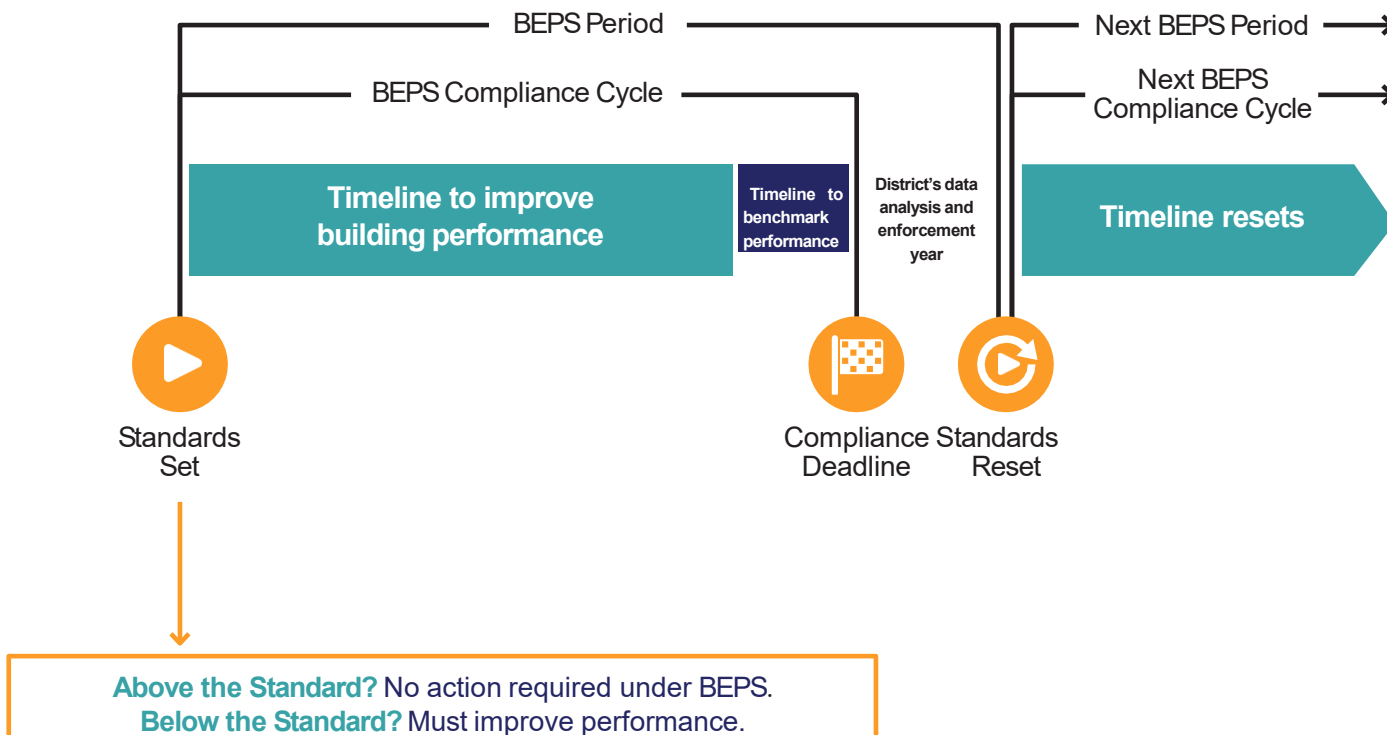 BEPS Period
Next BEPS Period
BEPS Compliance Cycle
Next BEPS
Compliance Cycle
Timeline to improve
building performance
Timeline to
benchmark
performance
District's data
analysis and
enforcement
year
Timeline resets
Standards
Set
Compliance
Deadline
Standards
Reset
Above the Standard? No action required under BEPS.
Below the Standard? Must improve performance.